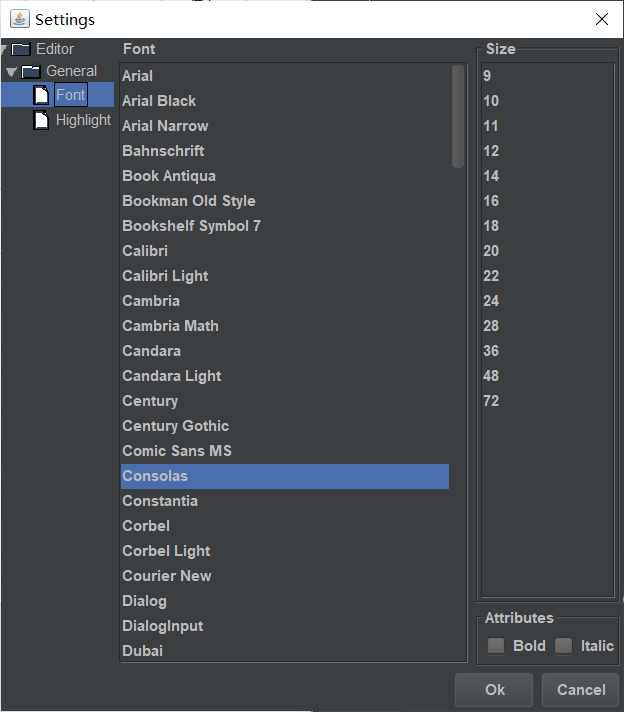 Settings
Editor
General
Font
Highlight
Font
Arial
Arial Black
Arial Narrow
Bahnschrift
Book Antiqua
Bookman Old Style
Bookshelf Symbol 7
Calibri
Calibri Light
Cambria
Cambria Math
Candara
Candara Light
Century
Century Gothic
Comic Sans MS
Consolas
Constantia
Corbel
Corbel Light
Courier New
Dialog
DialogInput
Dubai
Size
9
10
11
12
14
16
18
20
22
24
28
36
48
72
Attributes
Bold Italic
Ok Cancel